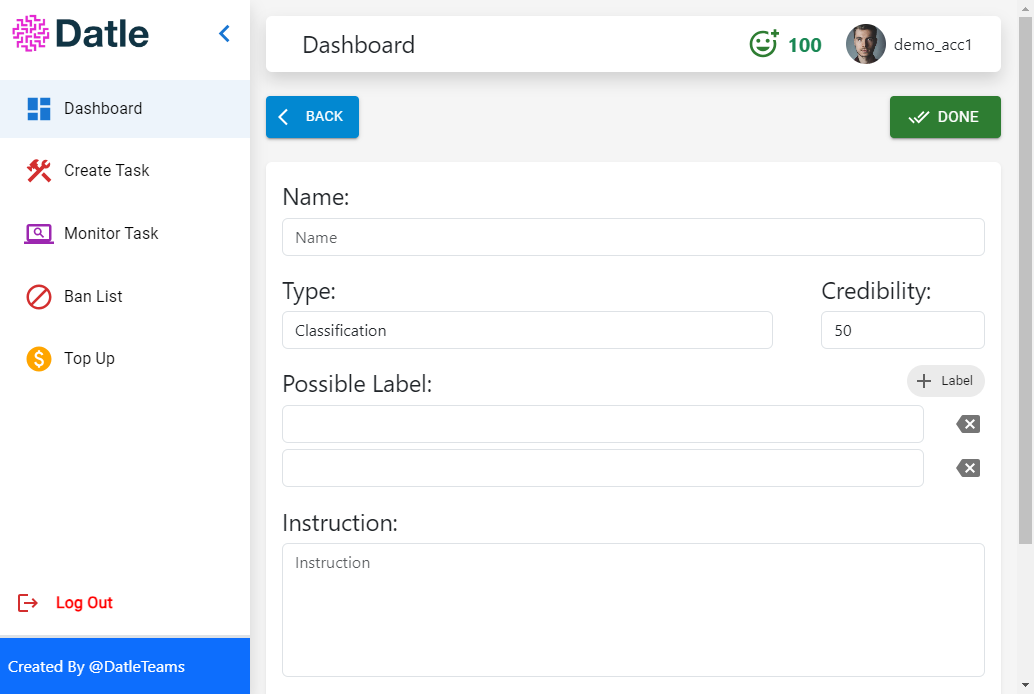 Datle
Dashboard
Create Task
Monitor Task
Ban List
Top Up
Log Out
Created By @DatleTeams
Dashboard
100
demo_acc1
BACK
DONE
Name:
Name
Type:
Credibility:
Classification
50
Possible Label:
Label
Instruction:
Instruction